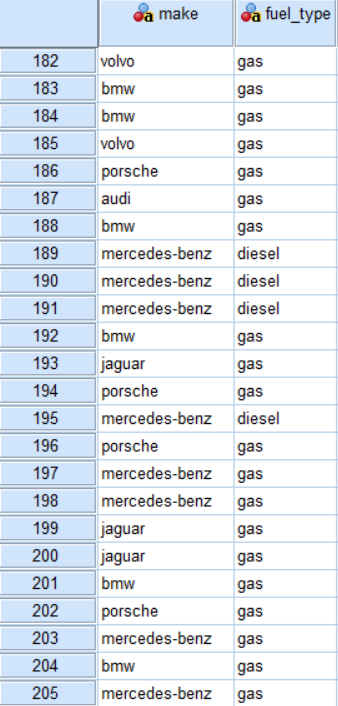 make fuel_type
182 volvo gas
183 bmw gas
184 bmw gas
185 volvo gas
186 porsche gas
187 audi gas
188 bmw gas
189 mercedes-benz diesel
190 mercedes-benz diesel
191 mercedes-benz diesel
192 bmw gas
193 jaguar gas
194 porsche gas
195 mercedes-benz diesel
196 porsche gas
197 mercedes-benz gas
198 mercedes-benz gas
199 jaguar gas
200 jaguar gas
201 bmw gas
202 porsche gas
203 mercedes-benz gas
204 bmw gas
205 mercedes-benz gas